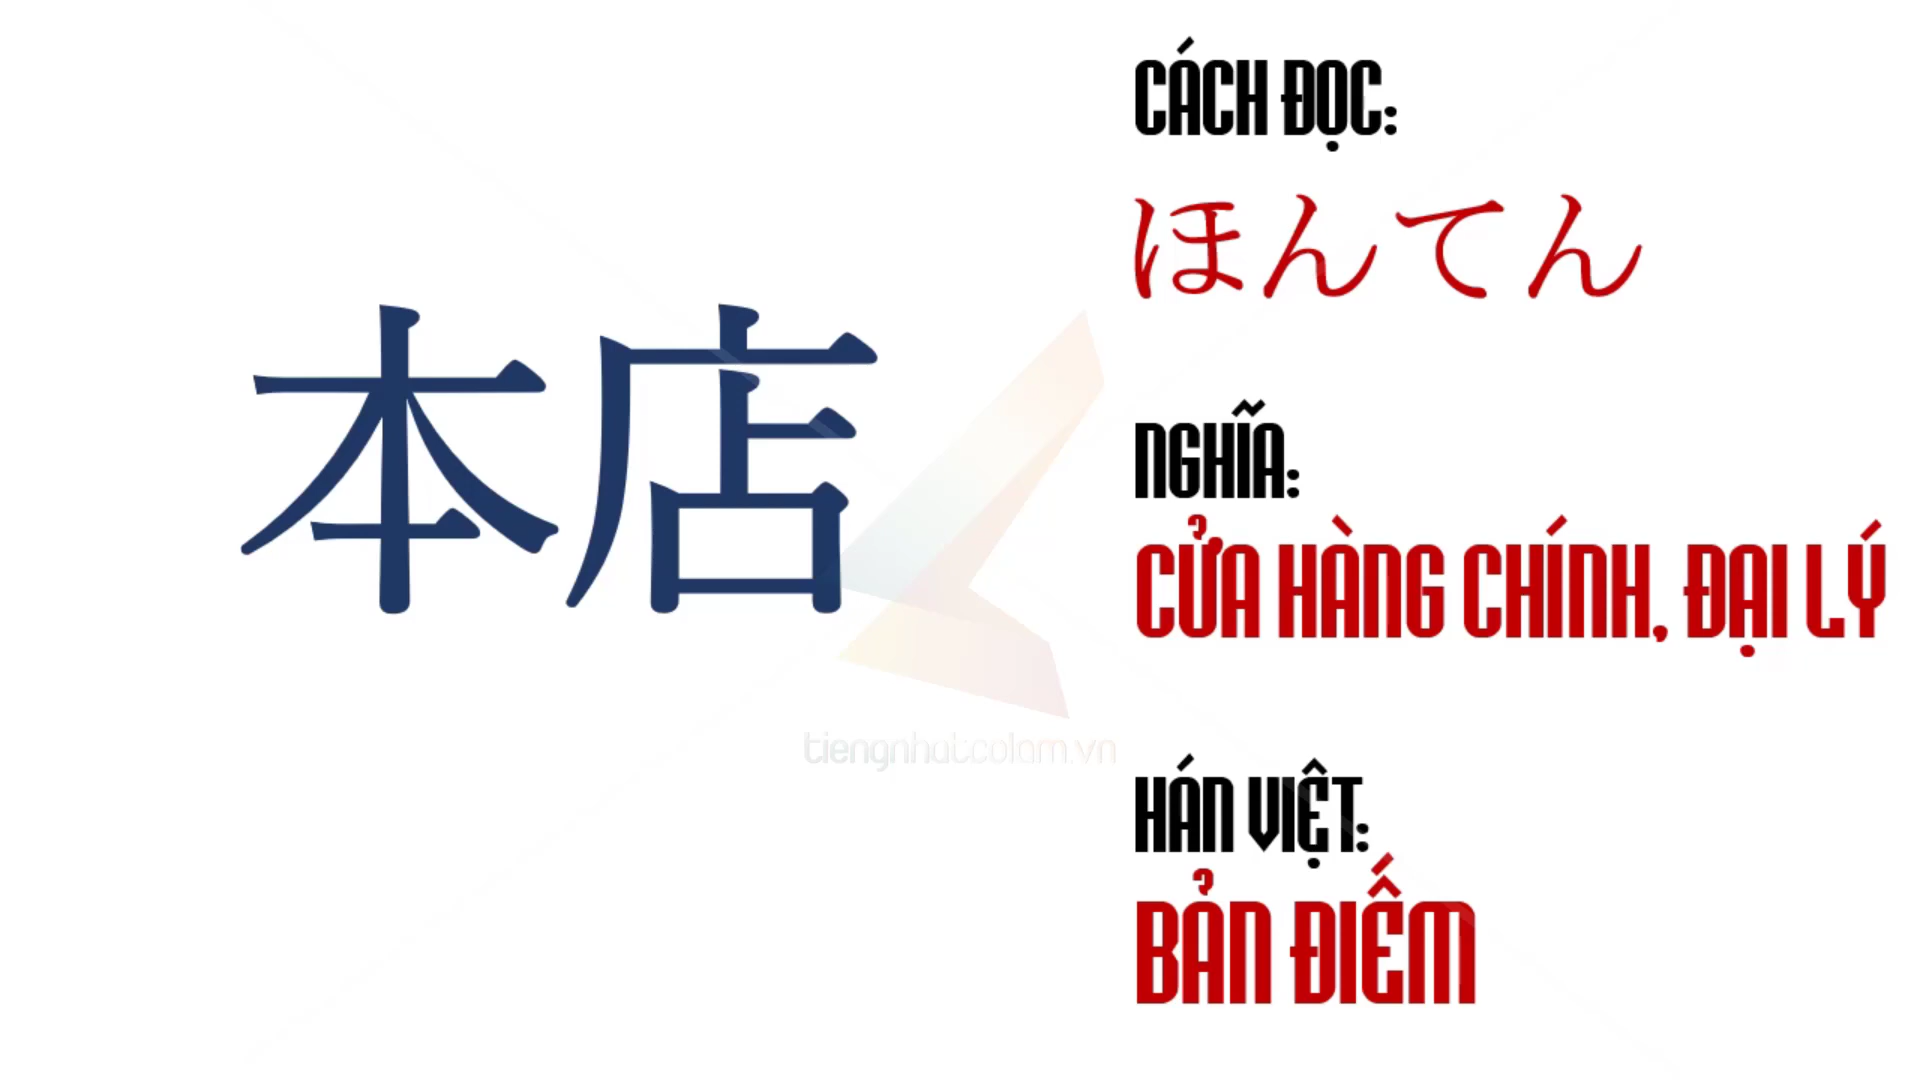 本店
CÁCH ĐỌC:
ほんてん
NGHĨA:
CỬA HÀNG CHÍNH, ĐẠI LÝ
tiengnhatcolam.vn
HÁN VIỆT:
BẢN ĐIẾM